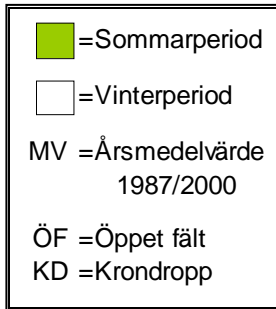 =Sommarperiod
=Vinterperiod
MV =Årsmedelvärde
1987/2000
ÖF =Öppet fält
KD =Krondropp